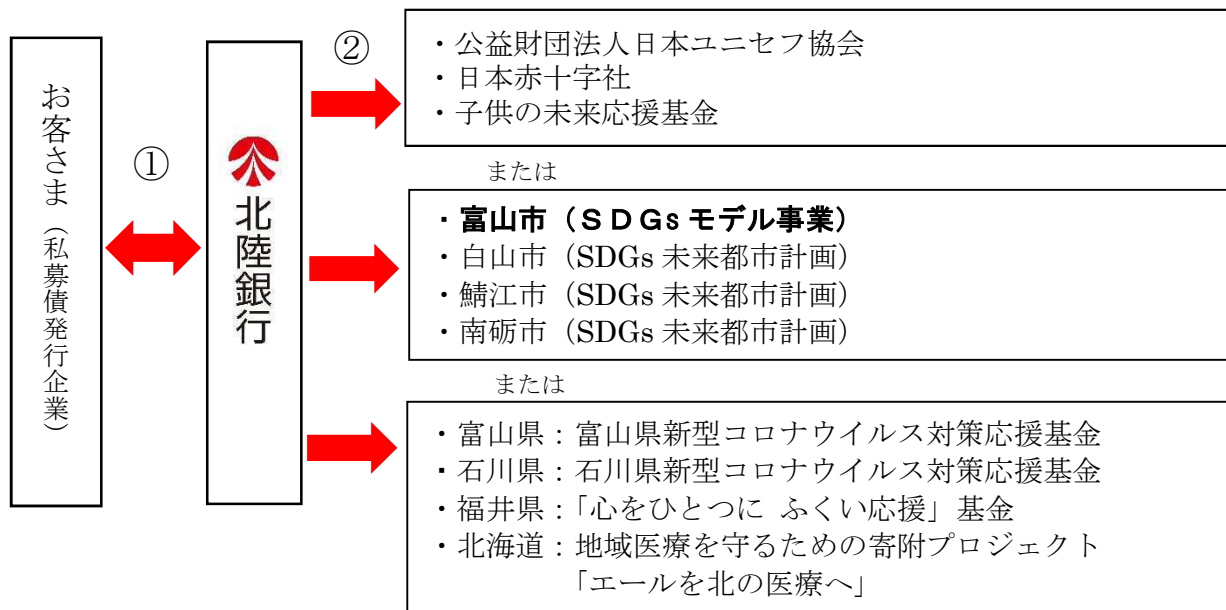 お客さま（私募債発行企業）
①
北陸銀行
②
・公益財団法人日本ユニセフ協会
・日本赤十字社
・子供の未来応援基金
または
・富山市（ＳＤＧｓモデル事業）
・白山市（SDGs 未来都市計画）
・鯖江市（SDGs 未来都市計画）
・南砺市（SDGs 未来都市計画）
または
・富山県：富山県新型コロナウイルス対策応援基金
・石川県：石川県新型コロナウイルス対策応援基金
・福井県：「心をひとつに ふくい応援」基金
・北海道：地域医療を守るための寄附プロジェクト
「エールを北の医療へ」